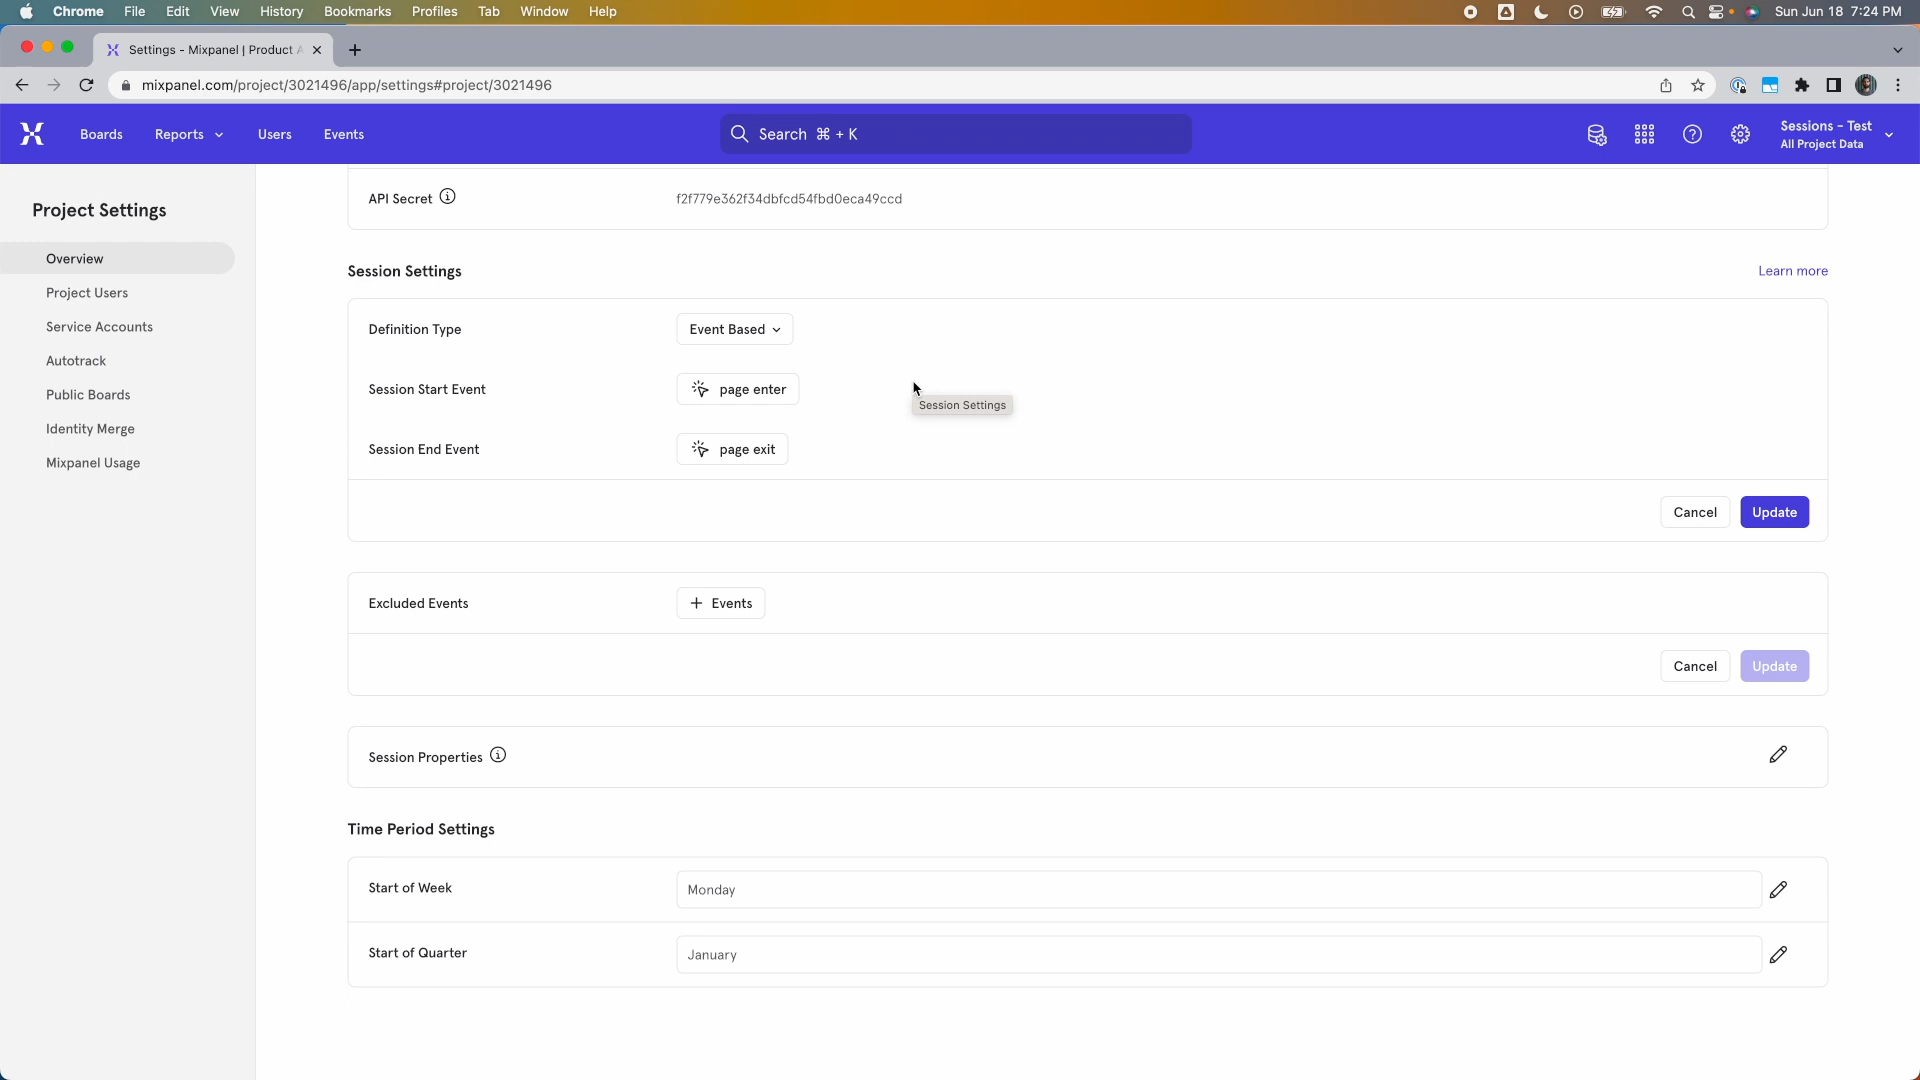 Chrome File Edit View History Bookmarks Profiles Tab Window Help Sun Jun 18 7:24 PM
Settings - Mixpanel | Product A
mixpanel.com/project/3021496/app/settings#project/3021496
Boards Reports Users Events Search ⌘ + K Sessions - Test
All Project Data
Project Settings
Overview
Project Users
Service Accounts
Autotrack
Public Boards
Identity Merge
Mixpanel Usage
API Secret f2f779e362f34dbfcd54fbd0eca49ccd
Session Settings Learn more
Definition Type Event Based
Session Start Event page enter
Session Settings
Session End Event page exit
Cancel Update
Excluded Events + Events
Cancel Update
Session Properties
Time Period Settings
Start of Week Monday
Start of Quarter January